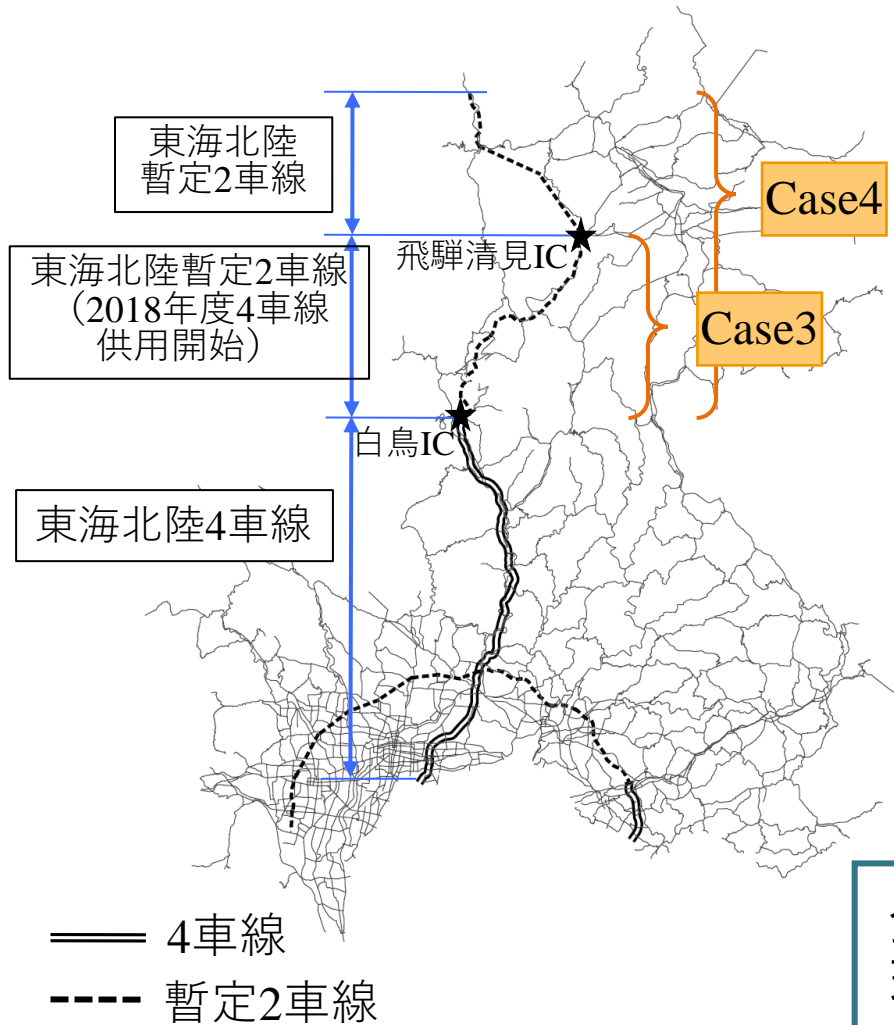 東海北陸
暫定2車線
Case4
飛騨清見IC
東海北陸暫定2車線
(2018年度4車線
供用開始)
Case3
白鳥IC
東海北陸4車線
4車線
暫定2車線